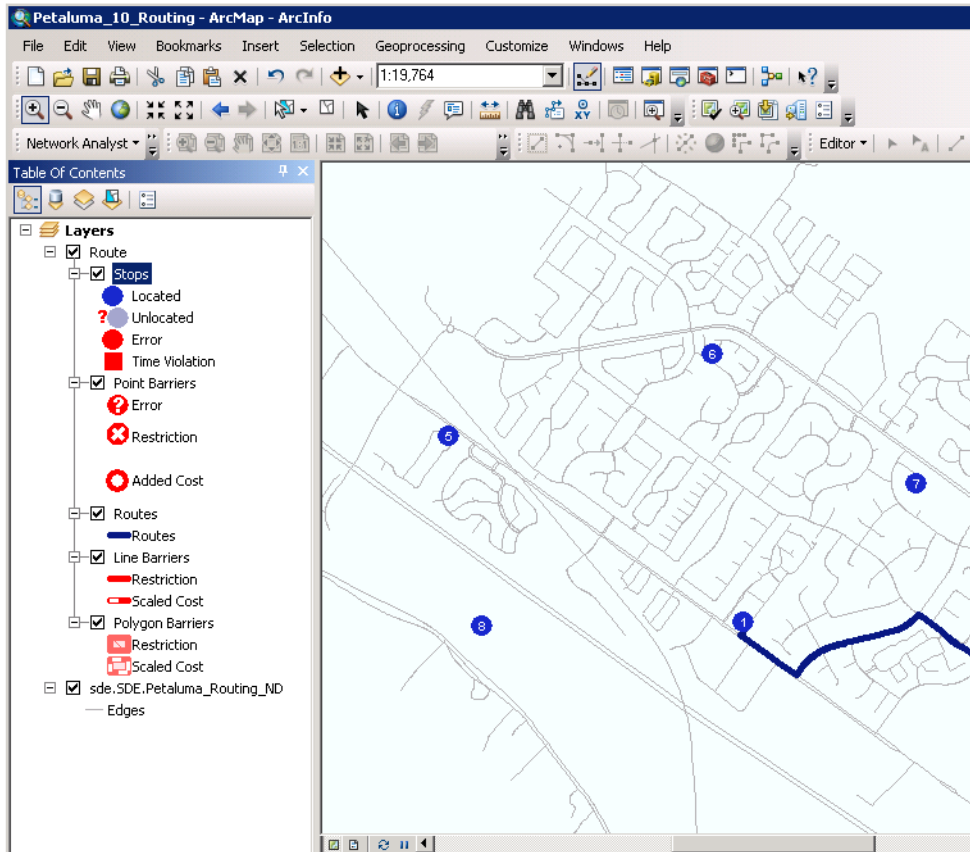 Petaluma_10_Routing - ArcMap - ArcInfo
File Edit View Bookmarks Insert Selection Geoprocessing Customize Windows Help
1:19,764
Network Analyst Editor
Table Of Contents
Layers
Route
Stops
Located
? Unlocated
Error
Time Violation
Point Barriers
? Error
Restriction
Added Cost
Routes
Routes
Line Barriers
Restriction
Scaled Cost
Polygon Barriers
Restriction
Scaled Cost
sde.SDE.Petaluma_Routing_ND
Edges
6
5
7
1
8